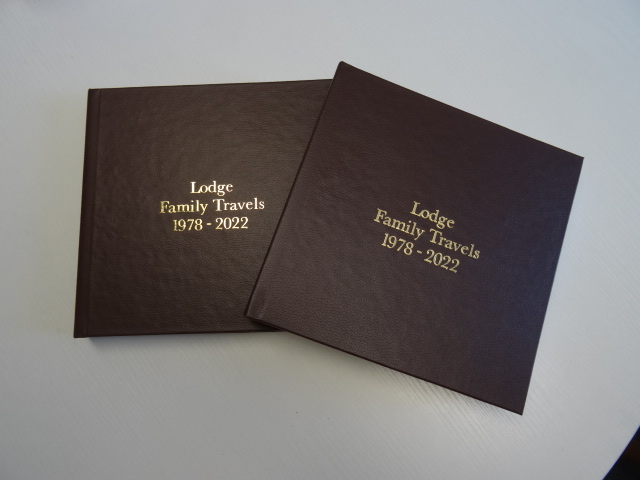 Lodge
Family Travels
1978 - 2022
Lodge
Family Travels
1978 - 2022